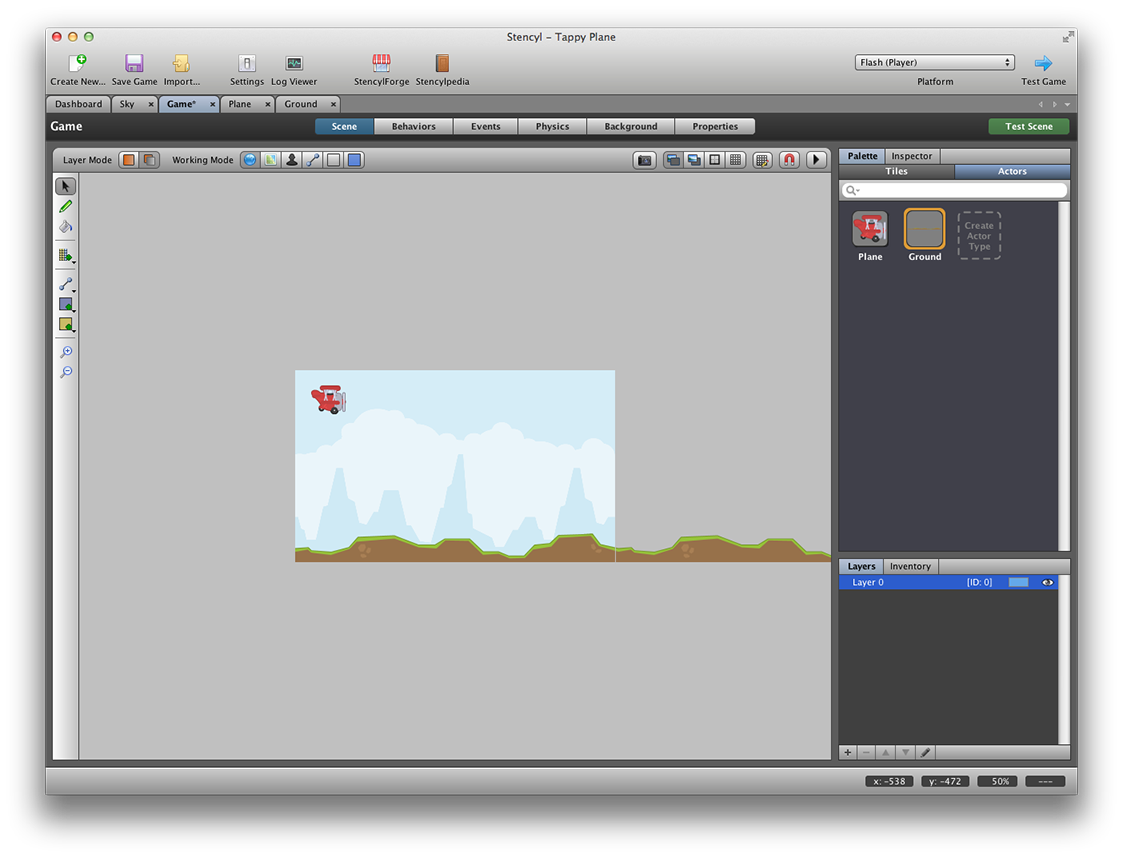 Stencyl – Tappy Plane
Create New... Save Game Import... Settings Log Viewer StencylForge Stencylpedia Flash (Player) Platform Test Game
Dashboard Sky × Game* × Plane × Ground ×
Game Scene Behaviors Events Physics Background Properties Test Scene
Layer Mode Working Mode
Palette Inspector
Tiles Actors
Plane Ground Create Actor Type
Layers Inventory
Layer 0 [ID: 0]
x: -538 y: -472 50% ---